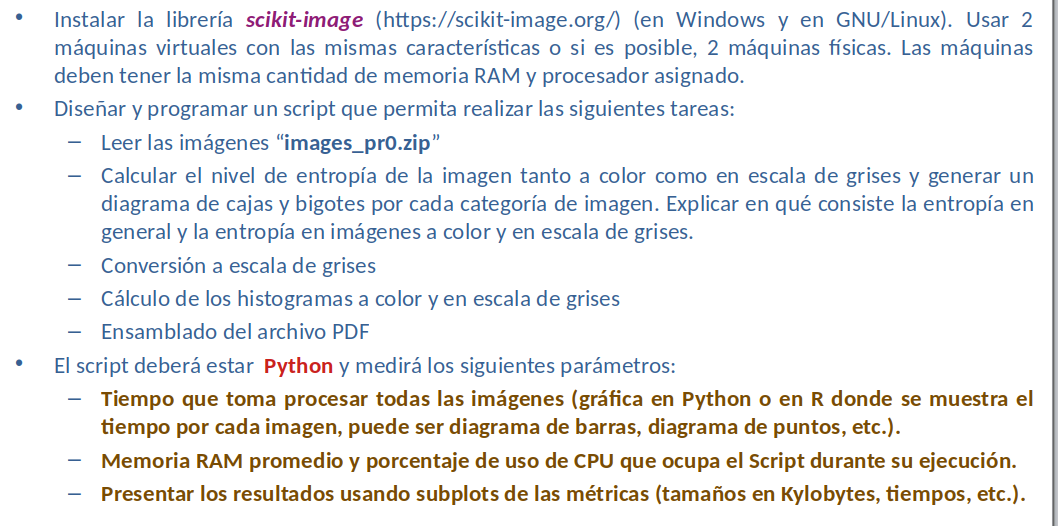 • Instalar la librería scikit-image (https://scikit-image.org/) (en Windows y en GNU/Linux). Usar 2
máquinas virtuales con las mismas características o si es posible, 2 máquinas físicas. Las máquinas
deben tener la misma cantidad de memoria RAM y procesador asignado.
• Diseñar y programar un script que permita realizar las siguientes tareas:
– Leer las imágenes “images_pr0.zip”
– Calcular el nivel de entropía de la imagen tanto a color como en escala de grises y generar un
diagrama de cajas y bigotes por cada categoría de imagen. Explicar en qué consiste la entropía en
general y la entropía en imágenes a color y en escala de grises.
– Conversión a escala de grises
– Cálculo de los histogramas a color y en escala de grises
– Ensamblado del archivo PDF
• El script deberá estar Python y medirá los siguientes parámetros:
– Tiempo que toma procesar todas las imágenes (gráfica en Python o en R donde se muestra el
tiempo por cada imagen, puede ser diagrama de barras, diagrama de puntos, etc.).
– Memoria RAM promedio y porcentaje de uso de CPU que ocupa el Script durante su ejecución.
– Presentar los resultados usando subplots de las métricas (tamaños en Kylobytes, tiempos, etc.).